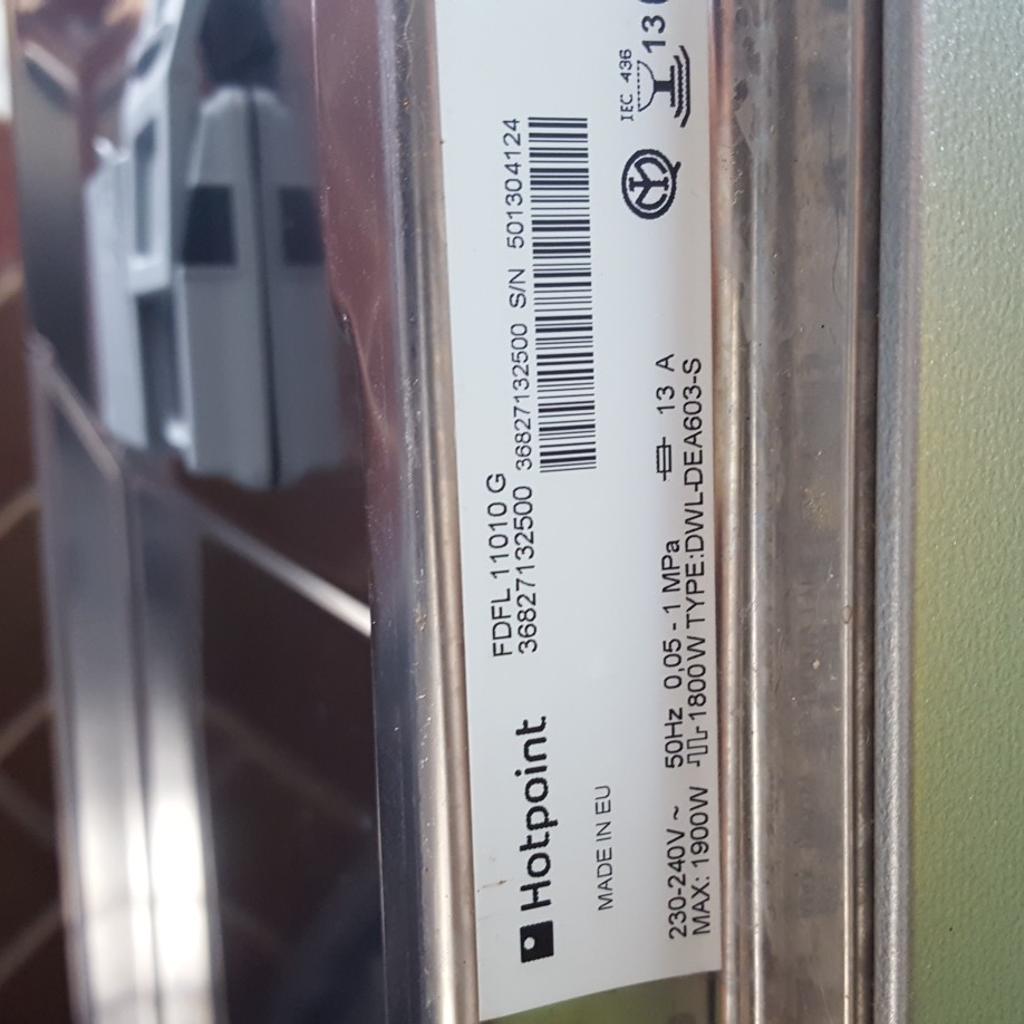 Hotpoint
FDFL 11010 G
36827132500 36827132500 S/N 501304124
MADE IN EU
IEC 436
13
230-240V ~ 50Hz 0,05 - 1 MPa 13 A
MAX: 1900W 1800W TYPE:DWL-DEA603-S